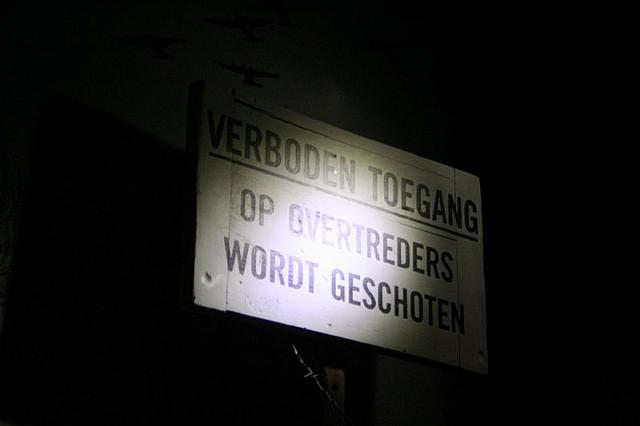 VERBODEN TOEGANG
OP OVERTREDERS
WORDT GESCHOTEN